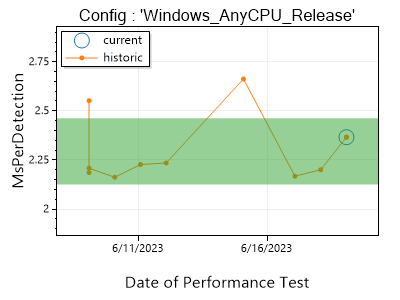 Config : 'Windows_AnyCPU_Release'
current
historic
MsPerDetection
2.75
2.5
2.25
2
6/11/2023
6/16/2023
Date of Performance Test